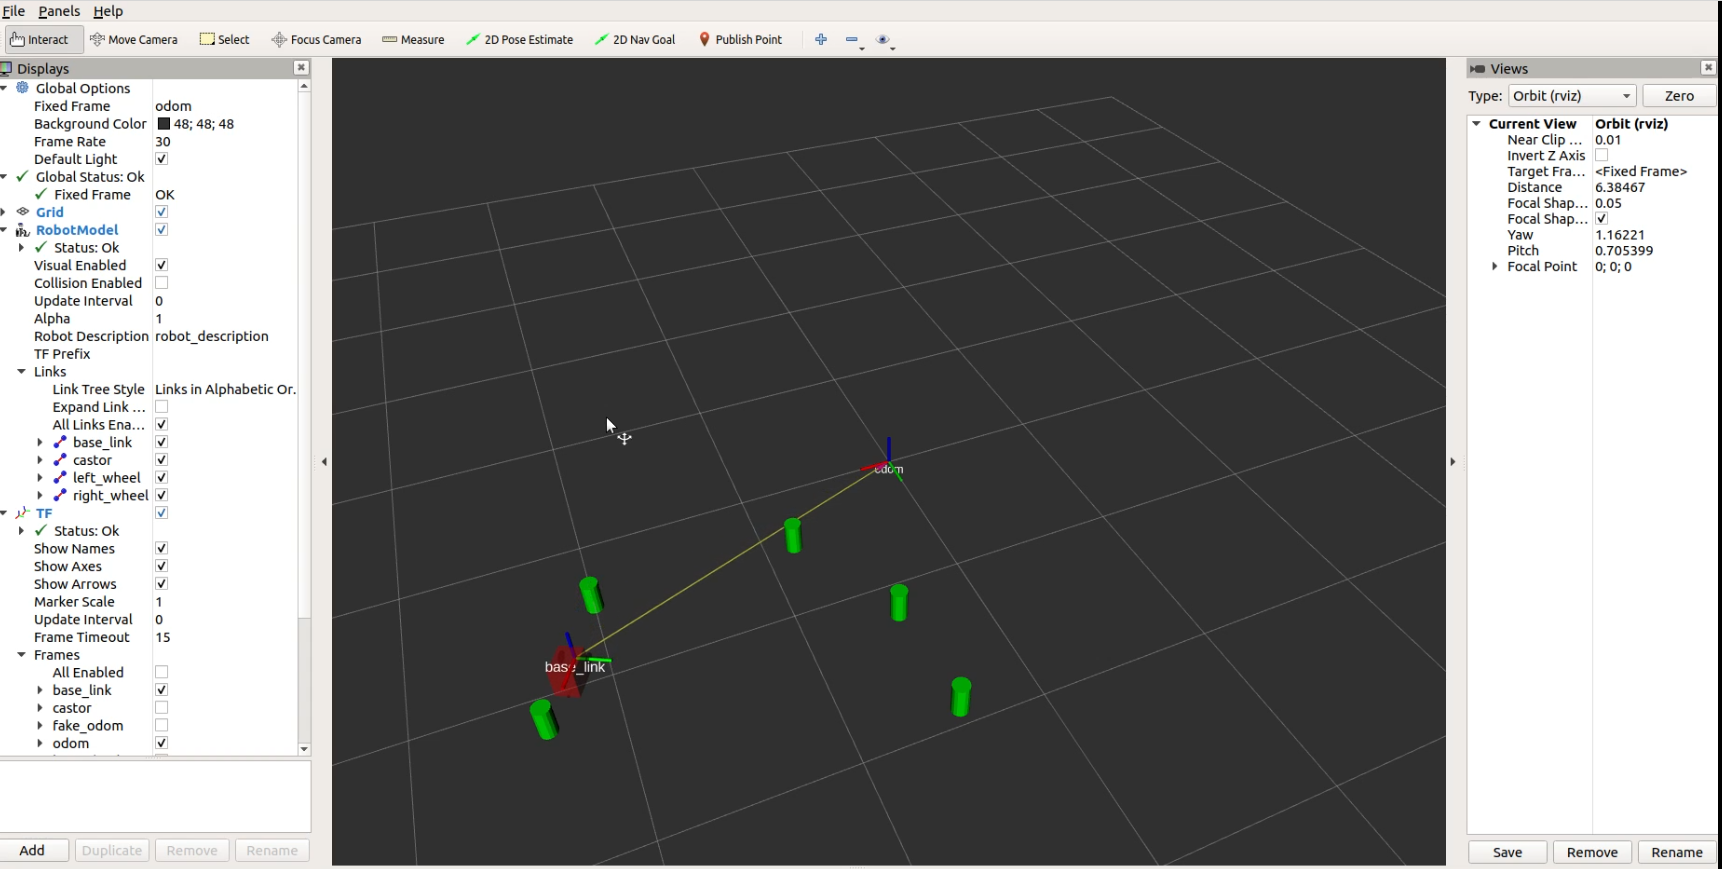 File Panels Help
Interact Move Camera Select Focus Camera Measure 2D Pose Estimate 2D Nav Goal Publish Point
Displays
Global Options
Fixed Frame odom
Background Color 48; 48; 48
Frame Rate 30
Default Light
Global Status: Ok
Fixed Frame OK
Grid
RobotModel
Status: Ok
Visual Enabled
Collision Enabled
Update Interval 0
Alpha 1
Robot Description robot_description
TF Prefix
Links
Link Tree Style Links in Alphabetic Or.
Expand Link ...
All Links Ena...
base_link
castor
left_wheel
right_wheel
TF
Status: Ok
Show Names
Show Axes
Show Arrows
Marker Scale 1
Update Interval 0
Frame Timeout 15
Frames
All Enabled
base_link
castor
fake_odom
odom
Add Duplicate Remove Rename
odom
base_link
Views
Type: Orbit (rviz) Zero
Current View Orbit (rviz)
Near Clip ... 0.01
Invert Z Axis
Target Fra... <Fixed Frame>
Distance 6.38467
Focal Shap... 0.05
Focal Shap...
Yaw 1.16221
Pitch 0.705399
Focal Point 0; 0; 0
Save Remove Rename